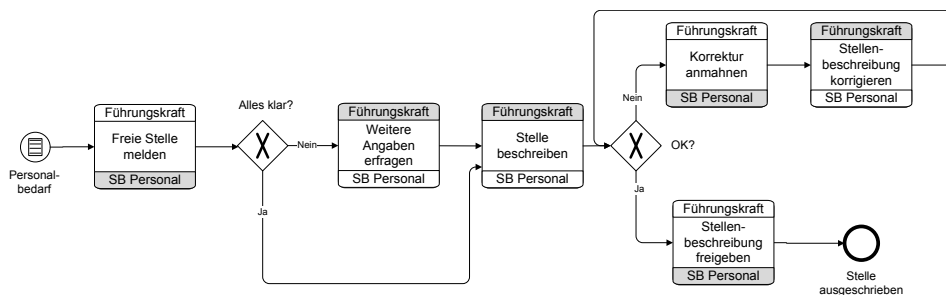 Führungskraft
Freie Stelle
melden
SB Personal
Personal-
bedarf
Alles klar?
Nein
Ja
Führungskraft
Weitere
Angaben
erfragen
SB Personal
Führungskraft
Stelle
beschreiben
SB Personal
OK?
Nein
Ja
Führungskraft
Korrektur
anmahnen
SB Personal
Führungskraft
Stellen-
beschreibung
korrigieren
SB Personal
Führungskraft
Stellen-
beschreibung
freigeben
SB Personal
Stelle
ausgeschrieben